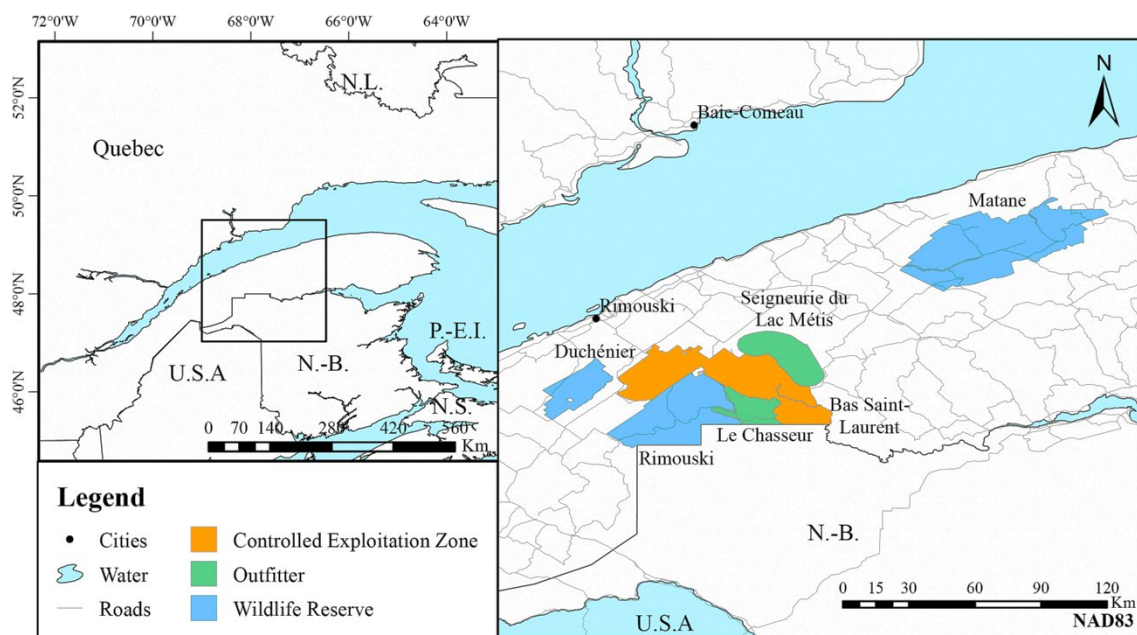 72°0'W 70°0'W 68°0'W 66°0'W 64°0'W
52°0'N
50°0'N
48°0'N
46°0'N
N.L.
Quebec
P.-E.I.
N.-B.
U.S.A
N.S.
0 70 140 280 420 560
Km
Legend
Cities
Water
Roads
Controlled Exploitation Zone
Outfitter
Wildlife Reserve
N
Baie-Comeau
Matane
Rimouski
Seigneurie du
Lac Métis
Duchénier
Bas Saint-
Laurent
Le Chasseur
Rimouski
N.-B.
U.S.A
0 15 30 60 90 120
Km
NAD83